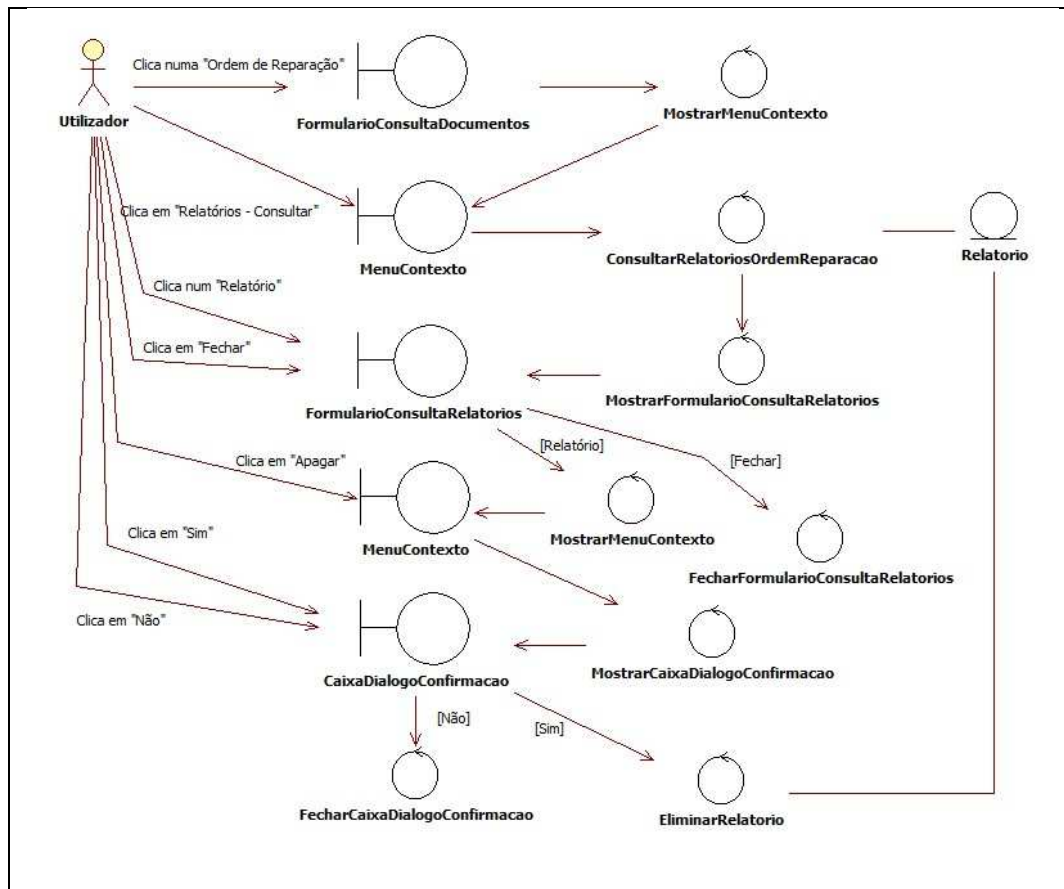 Clica numa "Ordem de Reparação"
Utilizador
FormularioConsultaDocumentos
MostrarMenuContexto
Clica em "Relatórios - Consultar"
MenuContexto
ConsultarRelatoriosOrdemReparacao
Relatorio
Clica num "Relatório"
Clica em "Fechar"
FormularioConsultaRelatorios
MostrarFormularioConsultaRelatorios
[Relatório]
[Fechar]
Clica em "Apagar"
MenuContexto
MostrarMenuContexto
Clica em "Sim"
FecharFormularioConsultaRelatorios
Clica em "Não"
CaixaDialogoConfirmacao
MostrarCaixaDialogoConfirmacao
[Não]
[Sim]
FecharCaixaDialogoConfirmacao
EliminarRelatorio